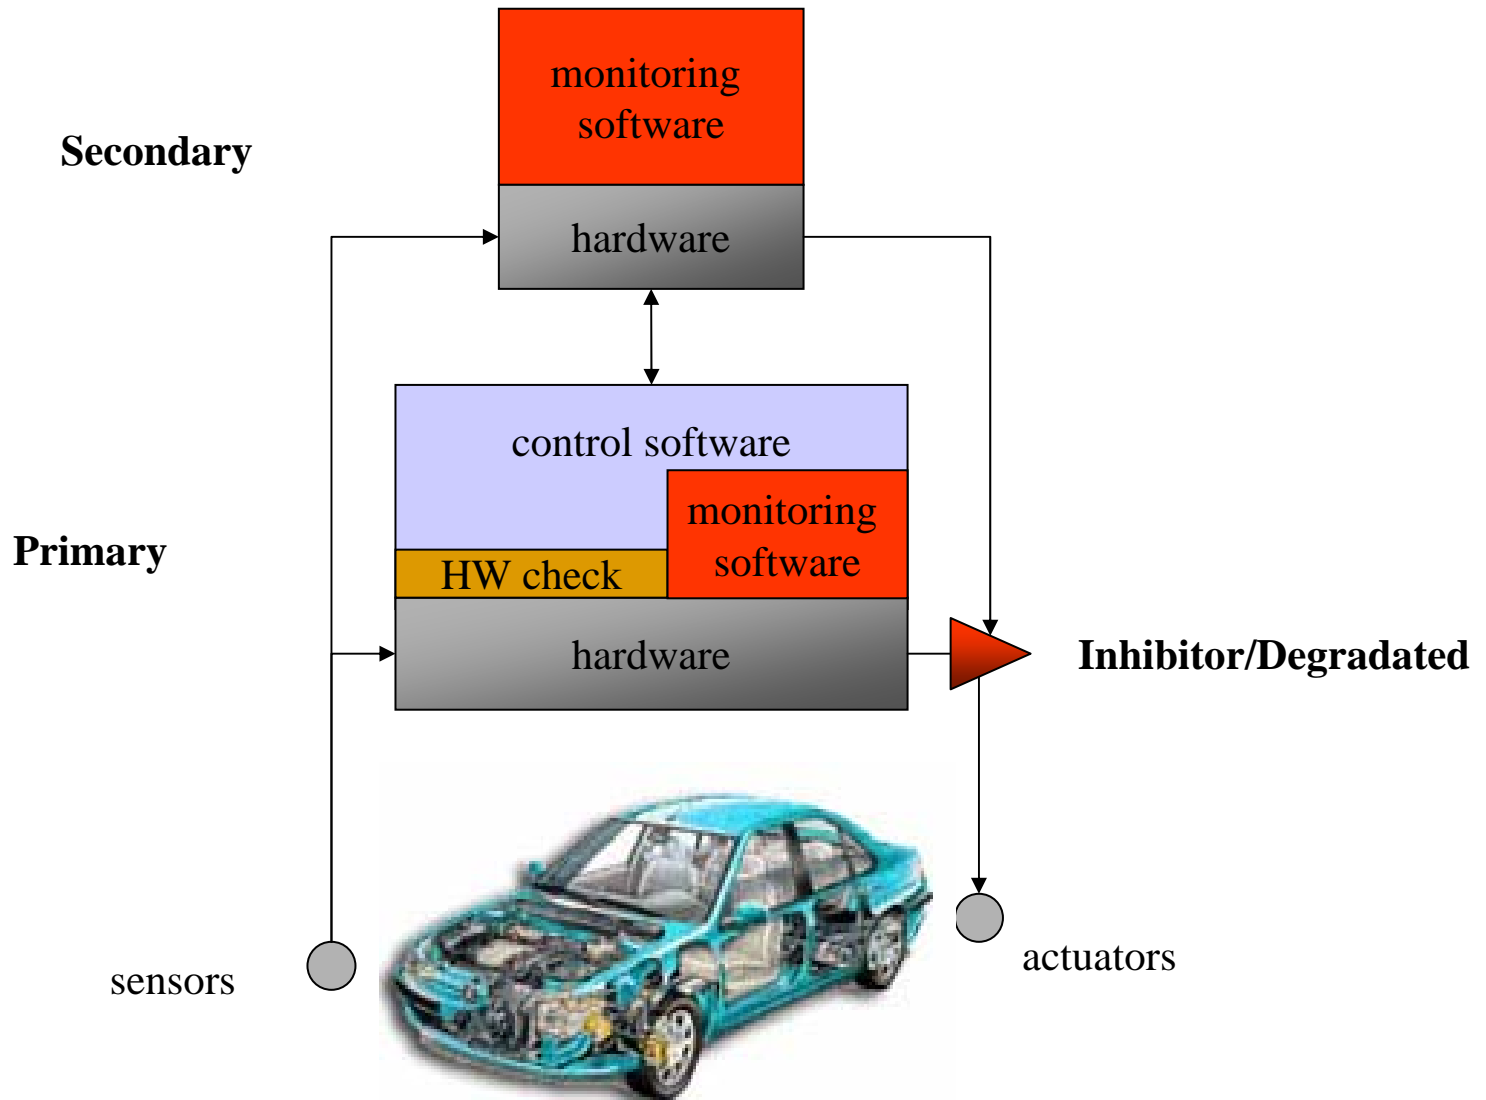 monitoring
software
Secondary
hardware
control software
monitoring
software
Primary
HW check
hardware
Inhibitor/Degradated
sensors
actuators